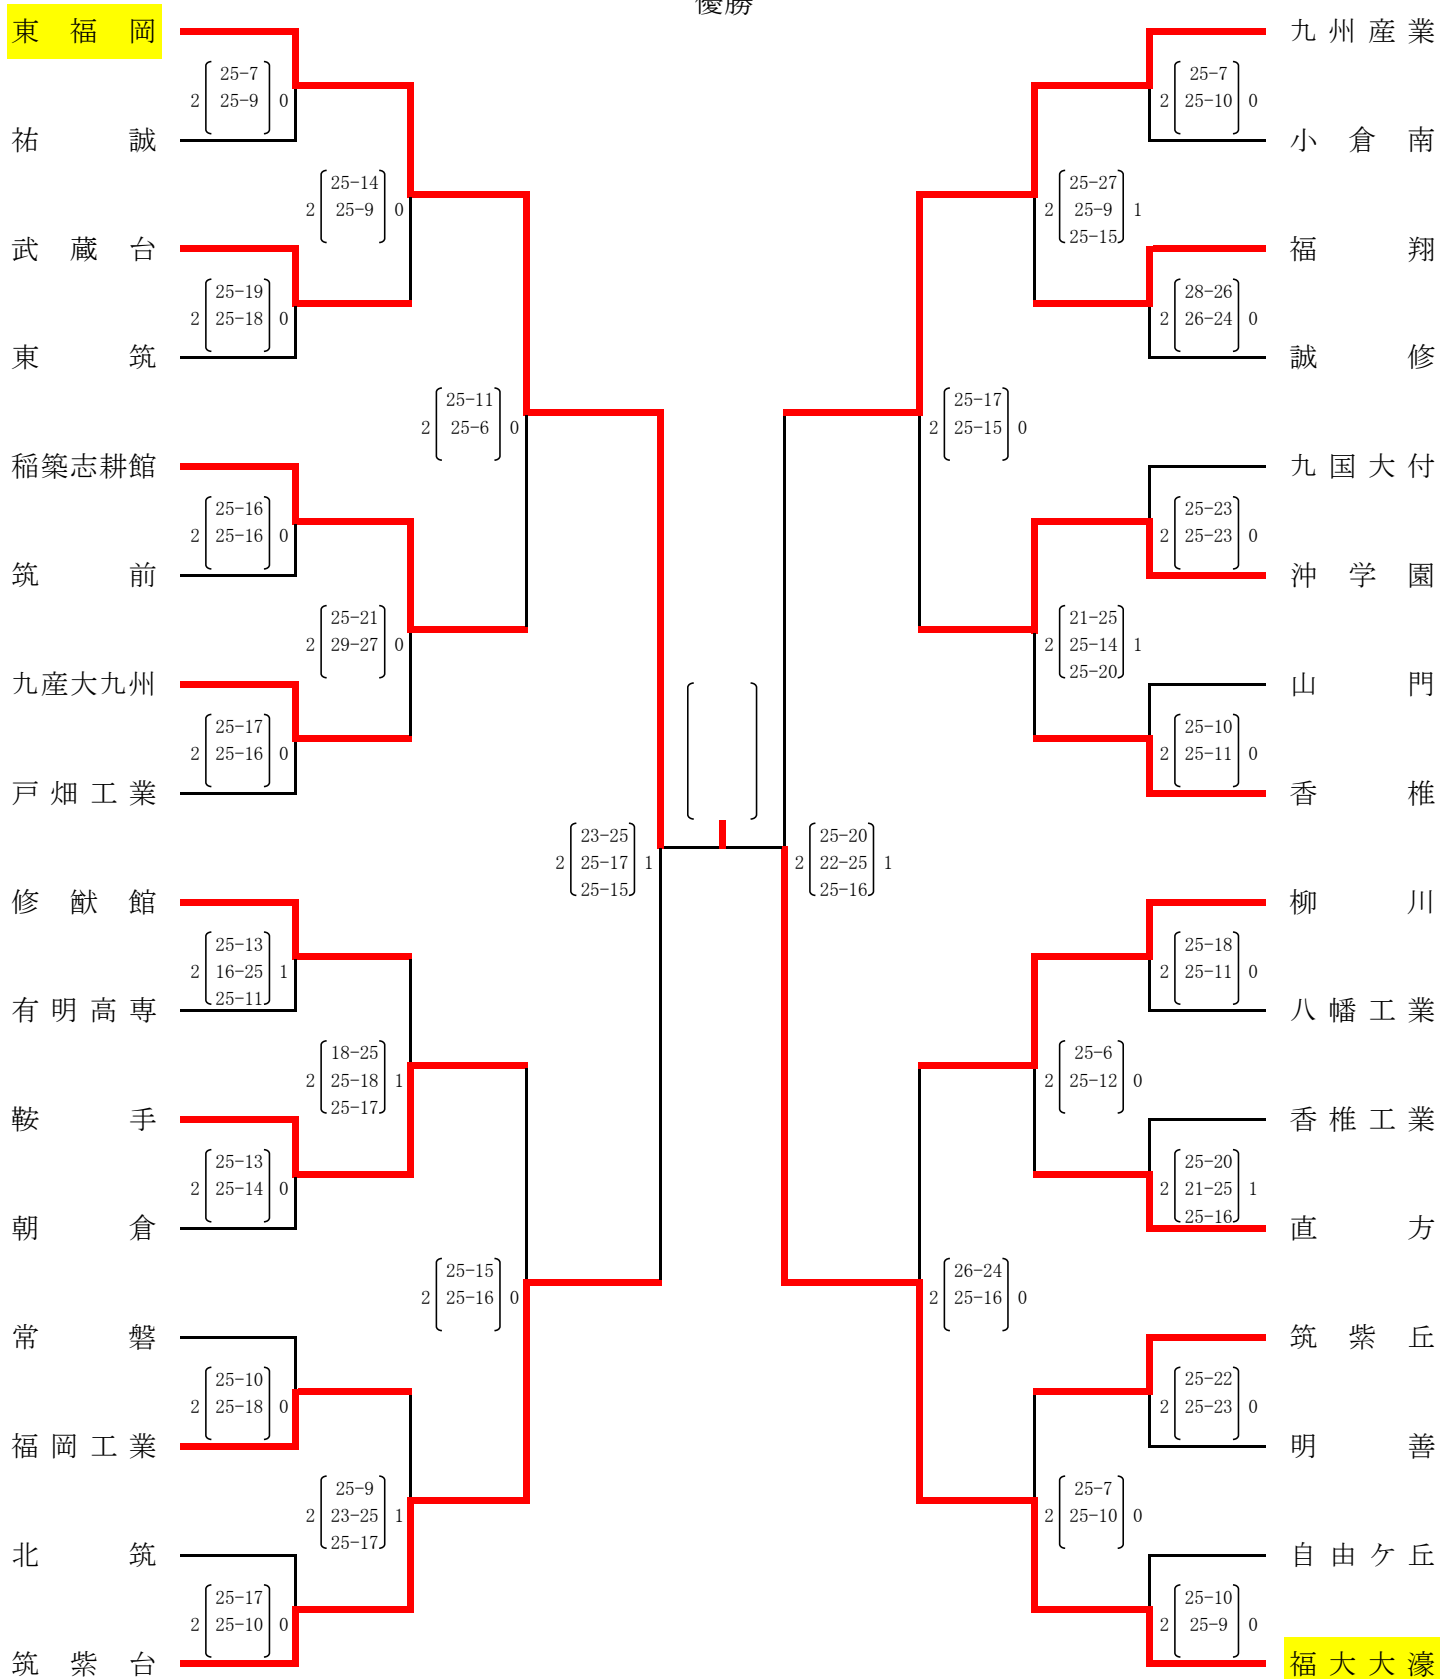 優勝
東福岡
2 25-7 0
25-9
祐誠
2 25-14 0
25-9
武蔵台
2 25-19 0
25-18
東筑
2 25-11 0
25-6
稲築志耕館
2 25-16 0
25-16
筑前
2 25-21 0
29-27
九産大九州
2 25-17 0
25-16
戸畑工業
2 23-25 1
25-17
25-15
修猷館
2 25-13 1
16-25
25-11
有明高専
2 18-25 1
25-18
25-17
鞍手
2 25-13 0
25-14
朝倉
2 25-15 0
25-16
常磐
2 25-10 0
25-18
福岡工業
2 25-9 1
23-25
25-17
北筑
2 25-17 0
25-10
筑紫台
九州産業
2 25-7 0
25-10
小倉南
2 25-27 1
25-9
25-15
福翔
2 28-26 0
26-24
誠修
2 25-17 0
25-15
九国大付
2 25-23 0
25-23
沖学園
2 21-25 1
25-14
25-20
山門
2 25-10 0
25-11
香椎
2 25-20 1
22-25
25-16
柳川
2 25-18 0
25-11
八幡工業
2 25-6 0
25-12
香椎工業
2 25-20 1
21-25
25-16
直方
2 26-24 0
25-16
筑紫丘
2 25-22 0
25-23
明善
2 25-7 0
25-10
自由ケ丘
2 25-10 0
25-9
福大大濠